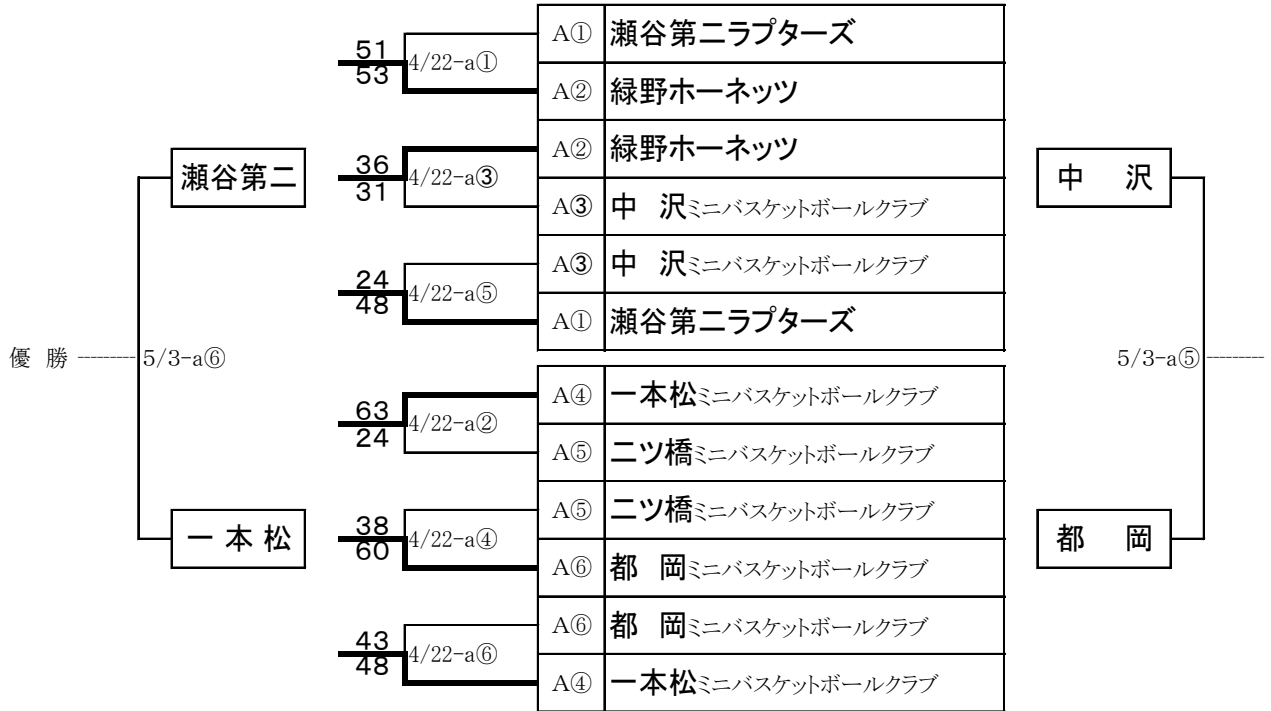 A① 瀬谷第二ラプターズ
51
53
4/22-a①
A② 緑野ホーネッツ
A② 緑野ホーネッツ
36
31
4/22-a③
瀬谷第二
中 沢
A③ 中 沢ミニバスケットボールクラブ
A③ 中 沢ミニバスケットボールクラブ
24
48
4/22-a⑤
A① 瀬谷第二ラプターズ
優 勝
5/3-a⑥
5/3-a⑤
A④ 一本松ミニバスケットボールクラブ
63
24
4/22-a②
A⑤ 二ツ橋ミニバスケットボールクラブ
A⑤ 二ツ橋ミニバスケットボールクラブ
38
60
4/22-a④
一 本 松
都 岡
A⑥ 都 岡ミニバスケットボールクラブ
A⑥ 都 岡ミニバスケットボールクラブ
43
48
4/22-a⑥
A④ 一本松ミニバスケットボールクラブ